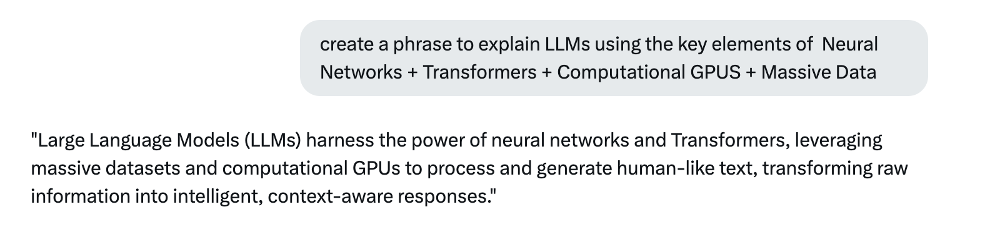 create a phrase to explain LLMs using the key elements of  Neural
Networks + Transformers + Computational GPUS + Massive Data
"Large Language Models (LLMs) harness the power of neural networks and Transformers, leveraging
massive datasets and computational GPUs to process and generate human-like text, transforming raw
information into intelligent, context-aware responses."